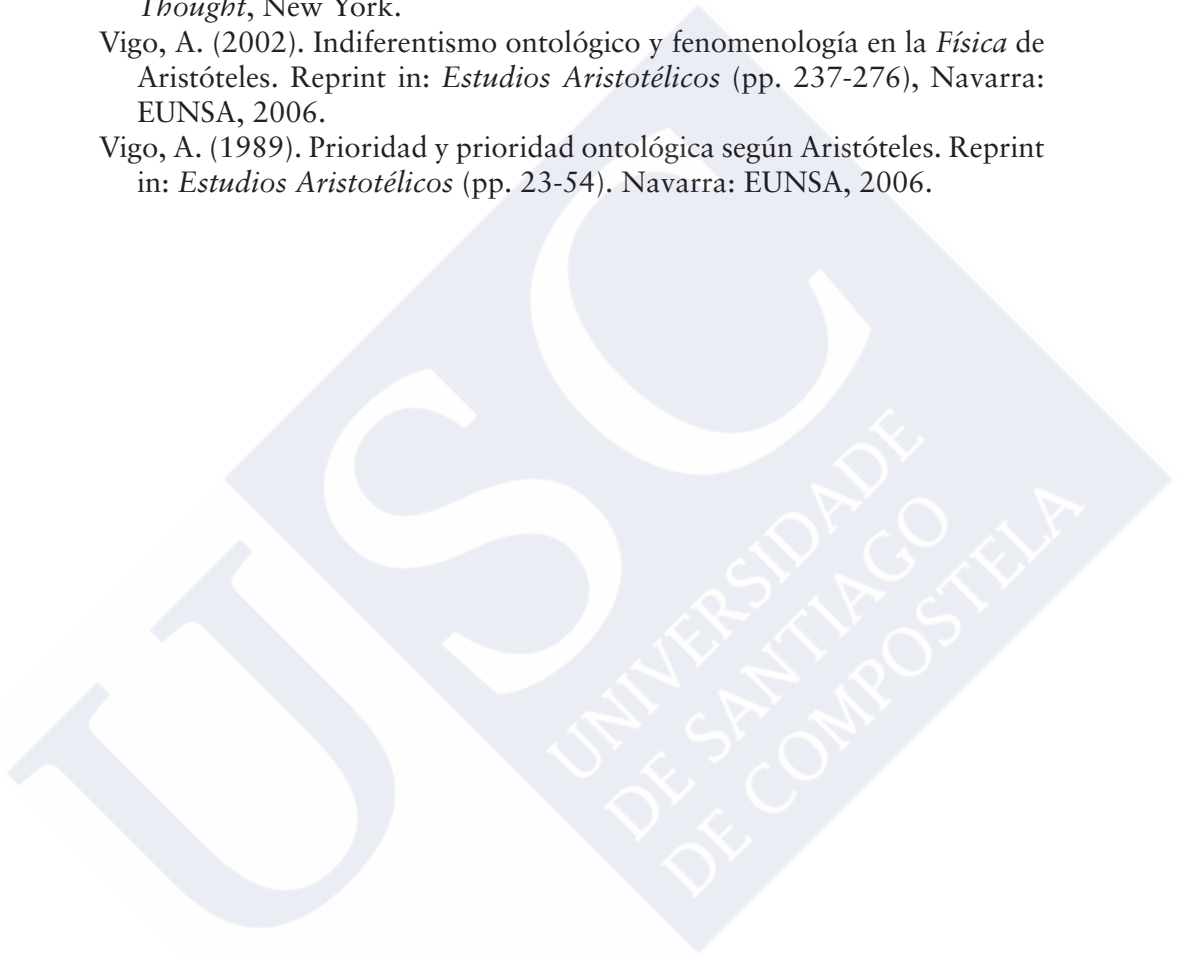 Thought, New York.
Vigo, A. (2002). Indiferentismo ontológico y fenomenología en la Física de
Aristóteles. Reprint in: Estudios Aristotélicos (pp. 237-276), Navarra:
EUNSA, 2006.
Vigo, A. (1989). Prioridad y prioridad ontológica según Aristóteles. Reprint
in: Estudios Aristotélicos (pp. 23-54). Navarra: EUNSA, 2006.
USC
UNIVERSIDADE
DE SANTIAGO
DE COMPOSTELA